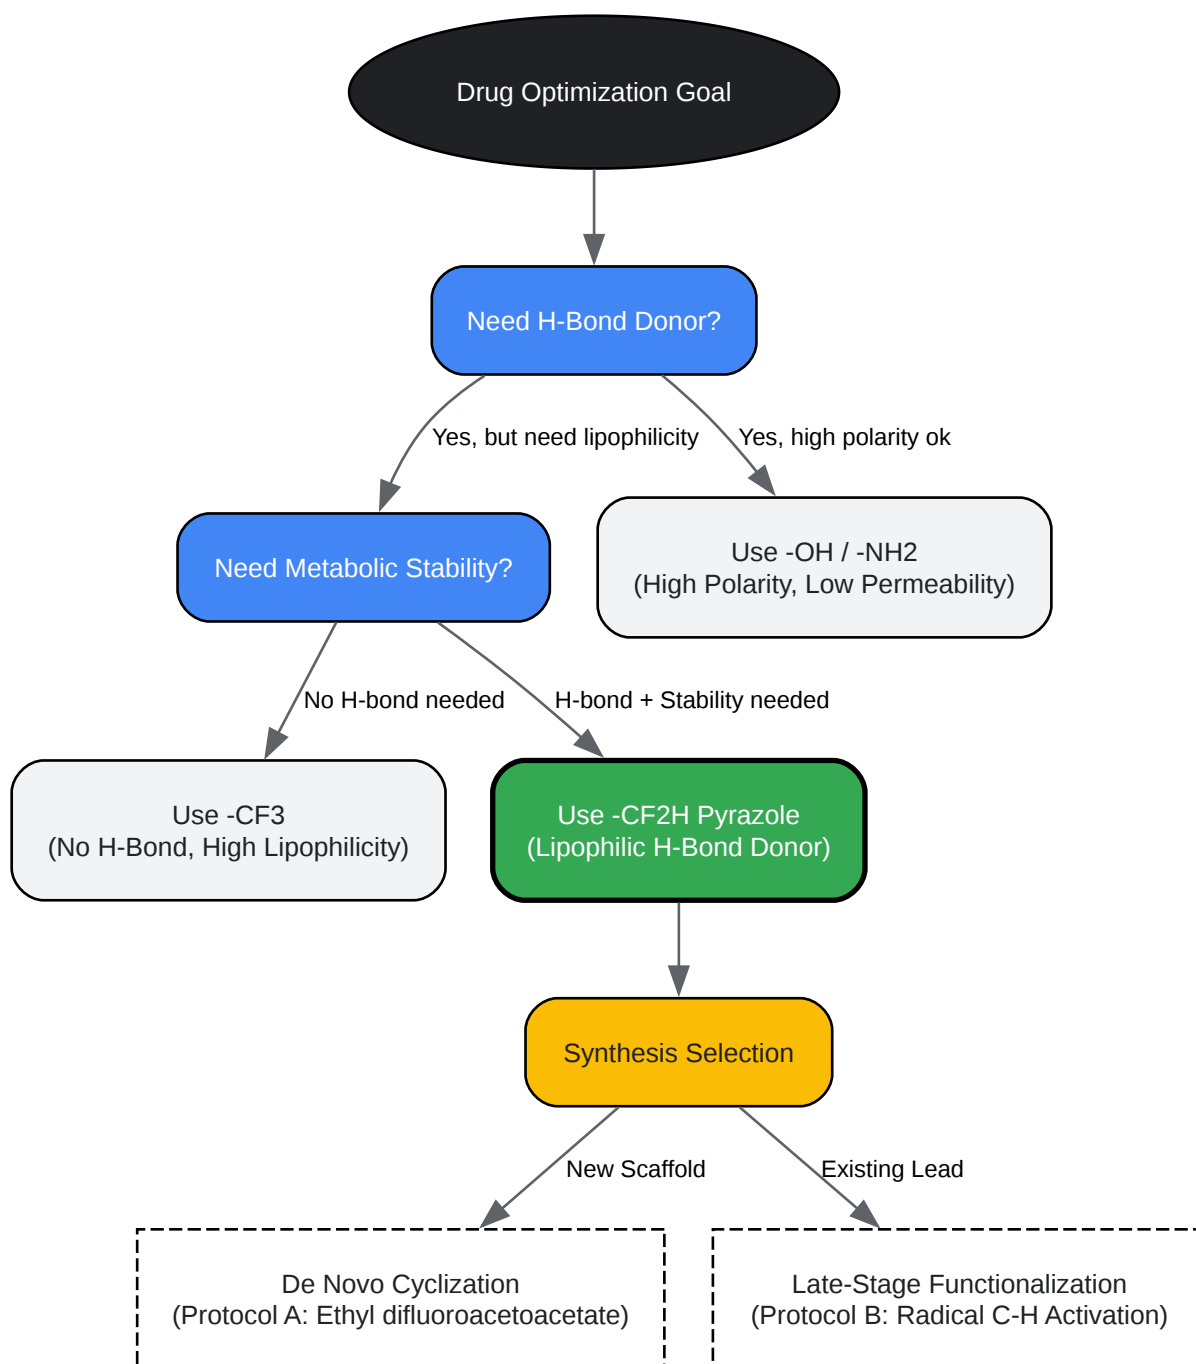 Drug Optimization Goal
Need H-Bond Donor?
Yes, but need lipophilicity
Yes, high polarity ok
Use -OH / -NH2
(High Polarity, Low Permeability)
Need Metabolic Stability?
No H-bond needed
H-bond + Stability needed
Use -CF3
(No H-Bond, High Lipophilicity)
Use -CF2H Pyrazole
(Lipophilic H-Bond Donor)
Synthesis Selection
New Scaffold
Existing Lead
De Novo Cyclization
(Protocol A: Ethyl difluoroacetoacetate)
Late-Stage Functionalization
(Protocol B: Radical C-H Activation)